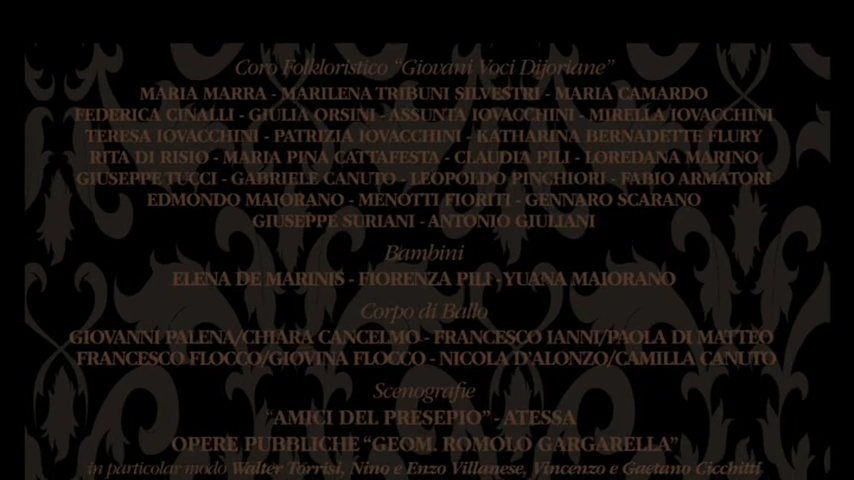 Coro Folkloristico "Giovani Voci Dijoriane"
MARIA MARRA - MARILENA TRIBUNI SILVESTRI - MARIA CAMARDO
FEDERICA CINALLI - GIULIA ORSINI - ASSUNTA IOVACCHINI - MIRELLA IOVACCHINI
TERESA IOVACCHINI - PATRIZIA IOVACCHINI - KATHARINA BERNADETTE FLURY
RITA DI RISIO - MARIA PINA CATTAFESTA - CLAUDIA PILI - LOREDANA MARINO
GIUSEPPE TUCCI - GABRIELE CANUTO - LEOPOLDO PINCHIORI - FABIO ARMATORI
EDMONDO MAIORANO - MENOTTI FIORITI - GENNARO SCARANO
GIUSEPPE SURIANI - ANTONIO GIULIANI
Bambini
ELENA DE MARINIS - FIORENZA PILI - YUANA MAIORANO
Corpo di Ballo
GIOVANNI PALENA/CHIARA CANCELMO - FRANCESCO IANNI/PAOLA DI MATTEO
FRANCESCO FLOCCO/GIOVINA FLOCCO - NICOLA D'ALONZO/CAMILLA CANUTO
Scenografie
"AMICI DEL PRESEPIO" - ATESSA
OPERE PUBBLICHE "GEOM. ROMOLO GARGARELLA"
in particolar modo Walter Torrisi, Nino e Enzo Villanese, Vincenzo e Gaetano Cicchitti